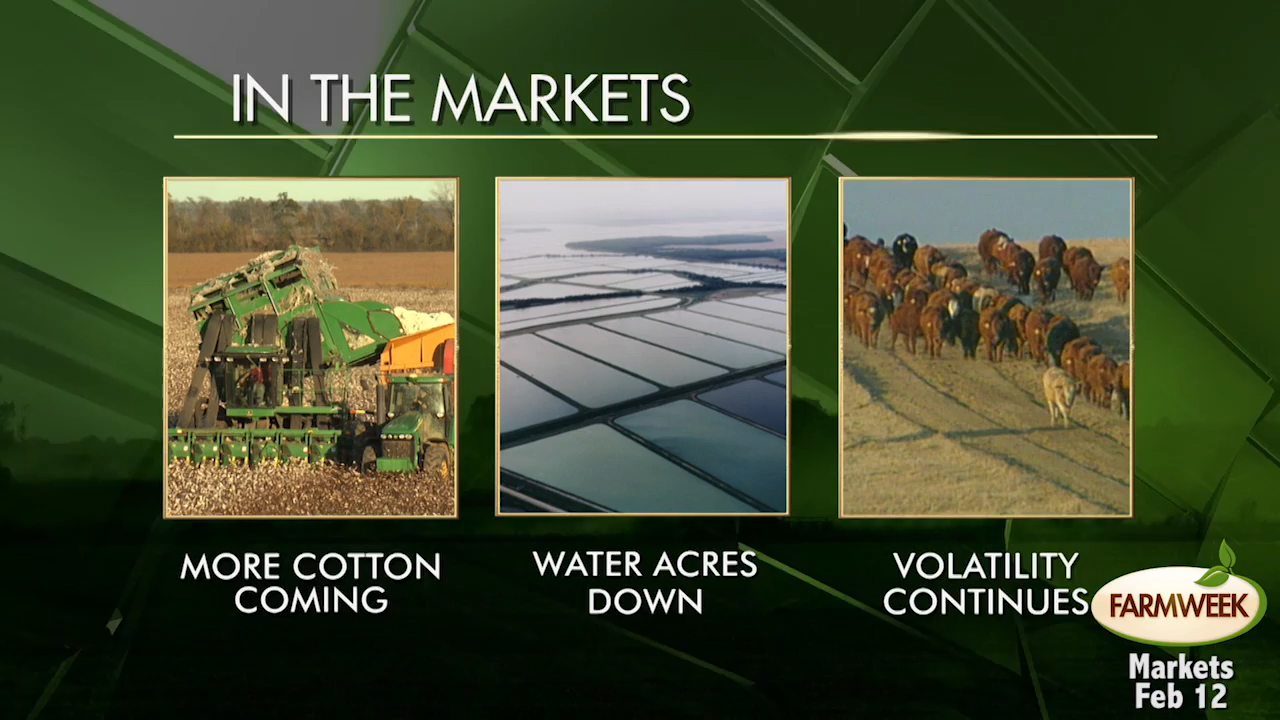 IN THE MARKETS
MORE COTTON
COMING
WATER ACRES
DOWN
VOLATILITY
CONTINUES
FARMWEEK
Markets
Feb 12